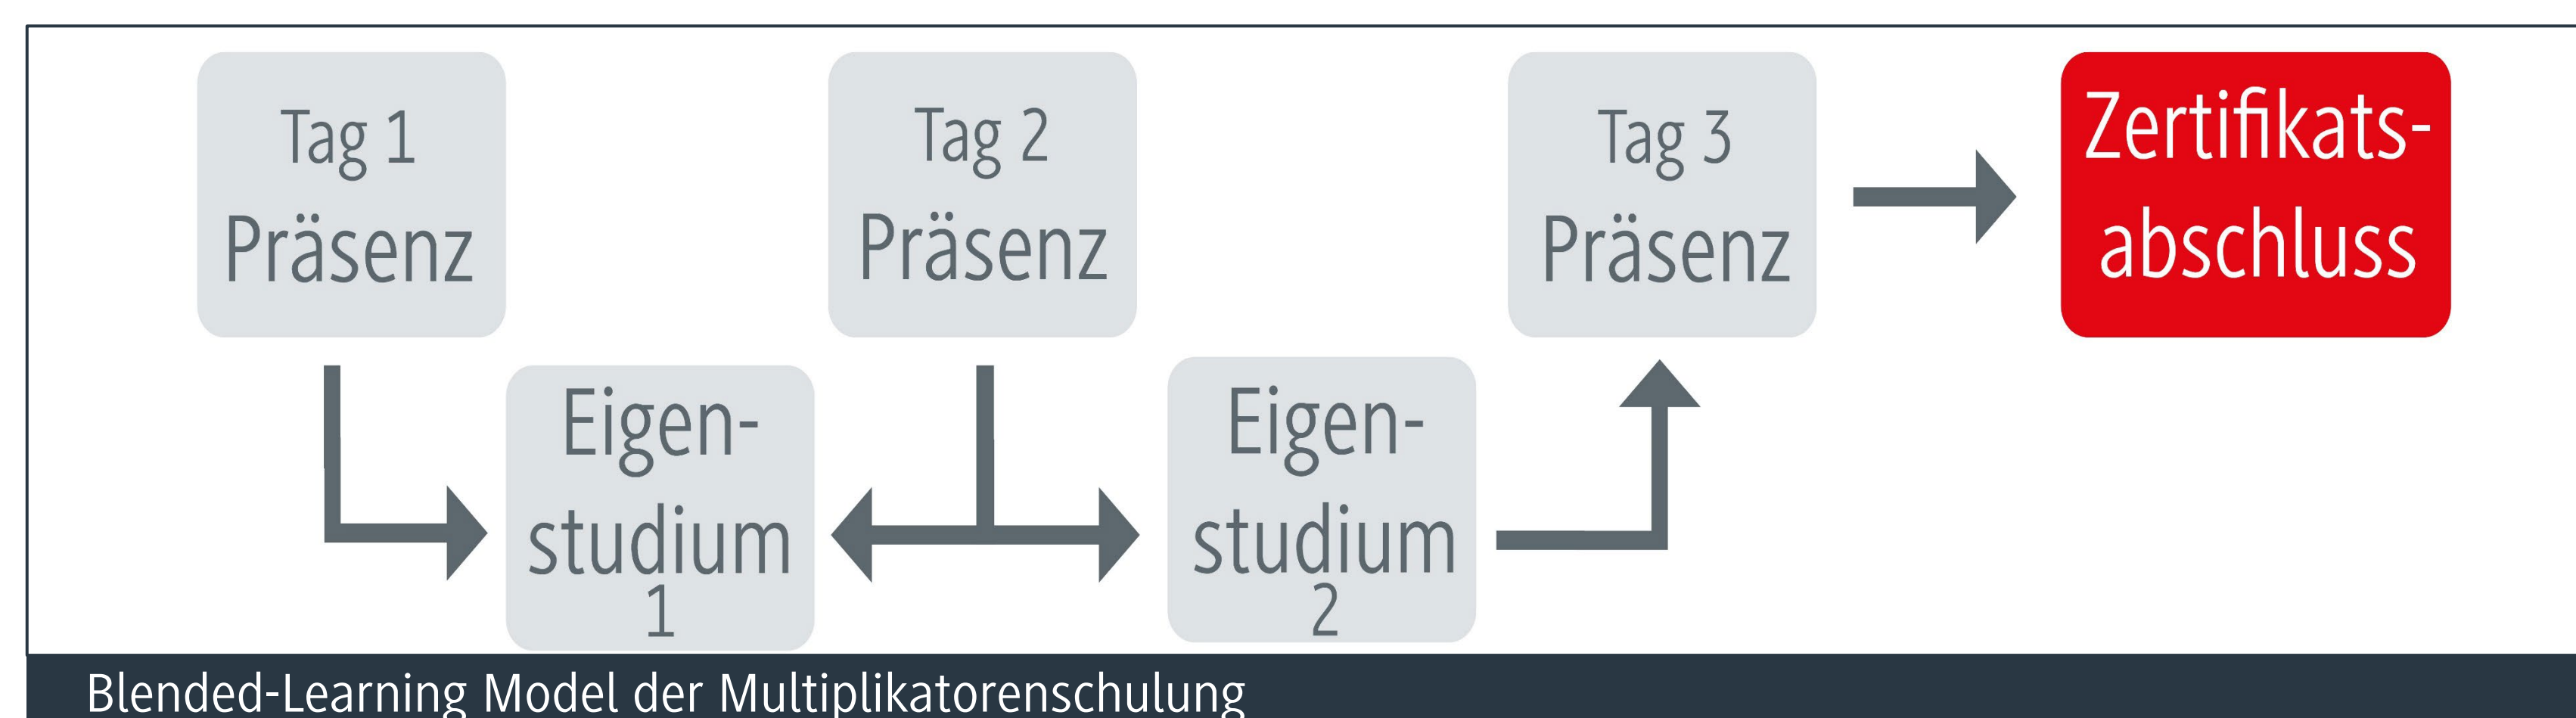 Tag 1
Präsenz
Tag 2
Präsenz
Tag 3
Präsenz
Zertifikats-
abschluss
Eigen-
studium
1
Eigen-
studium
2
Blended-Learning Model der Multiplikatorenschulung